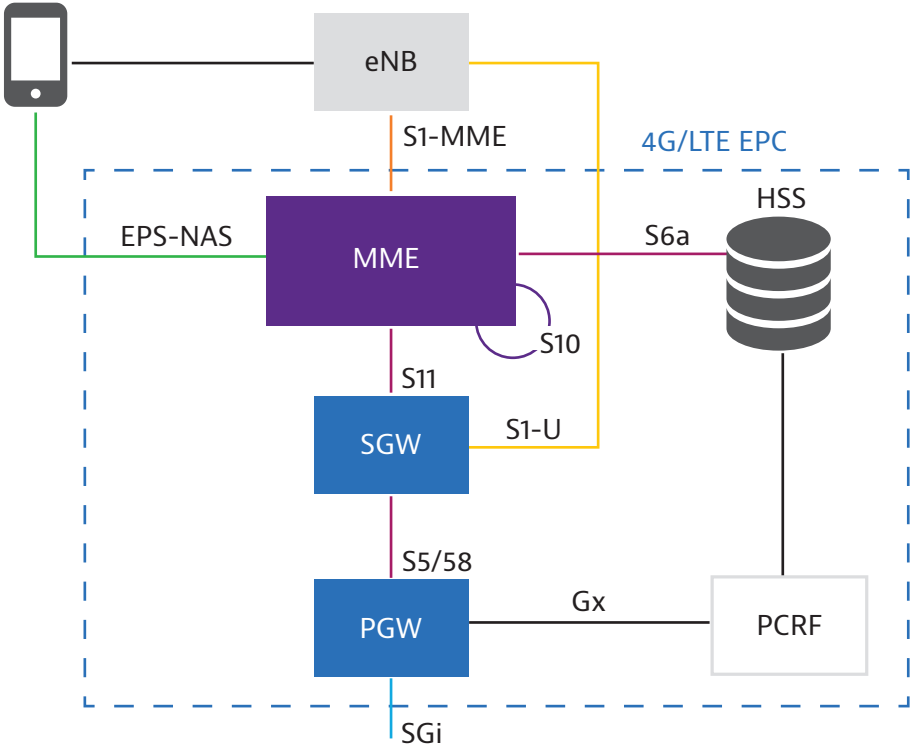 eNB
S1-MME
4G/LTE EPC
HSS
EPS-NAS
S6a
MME
S10
S11
S1-U
SGW
S5/58
Gx
PGW
PCRF
SGi